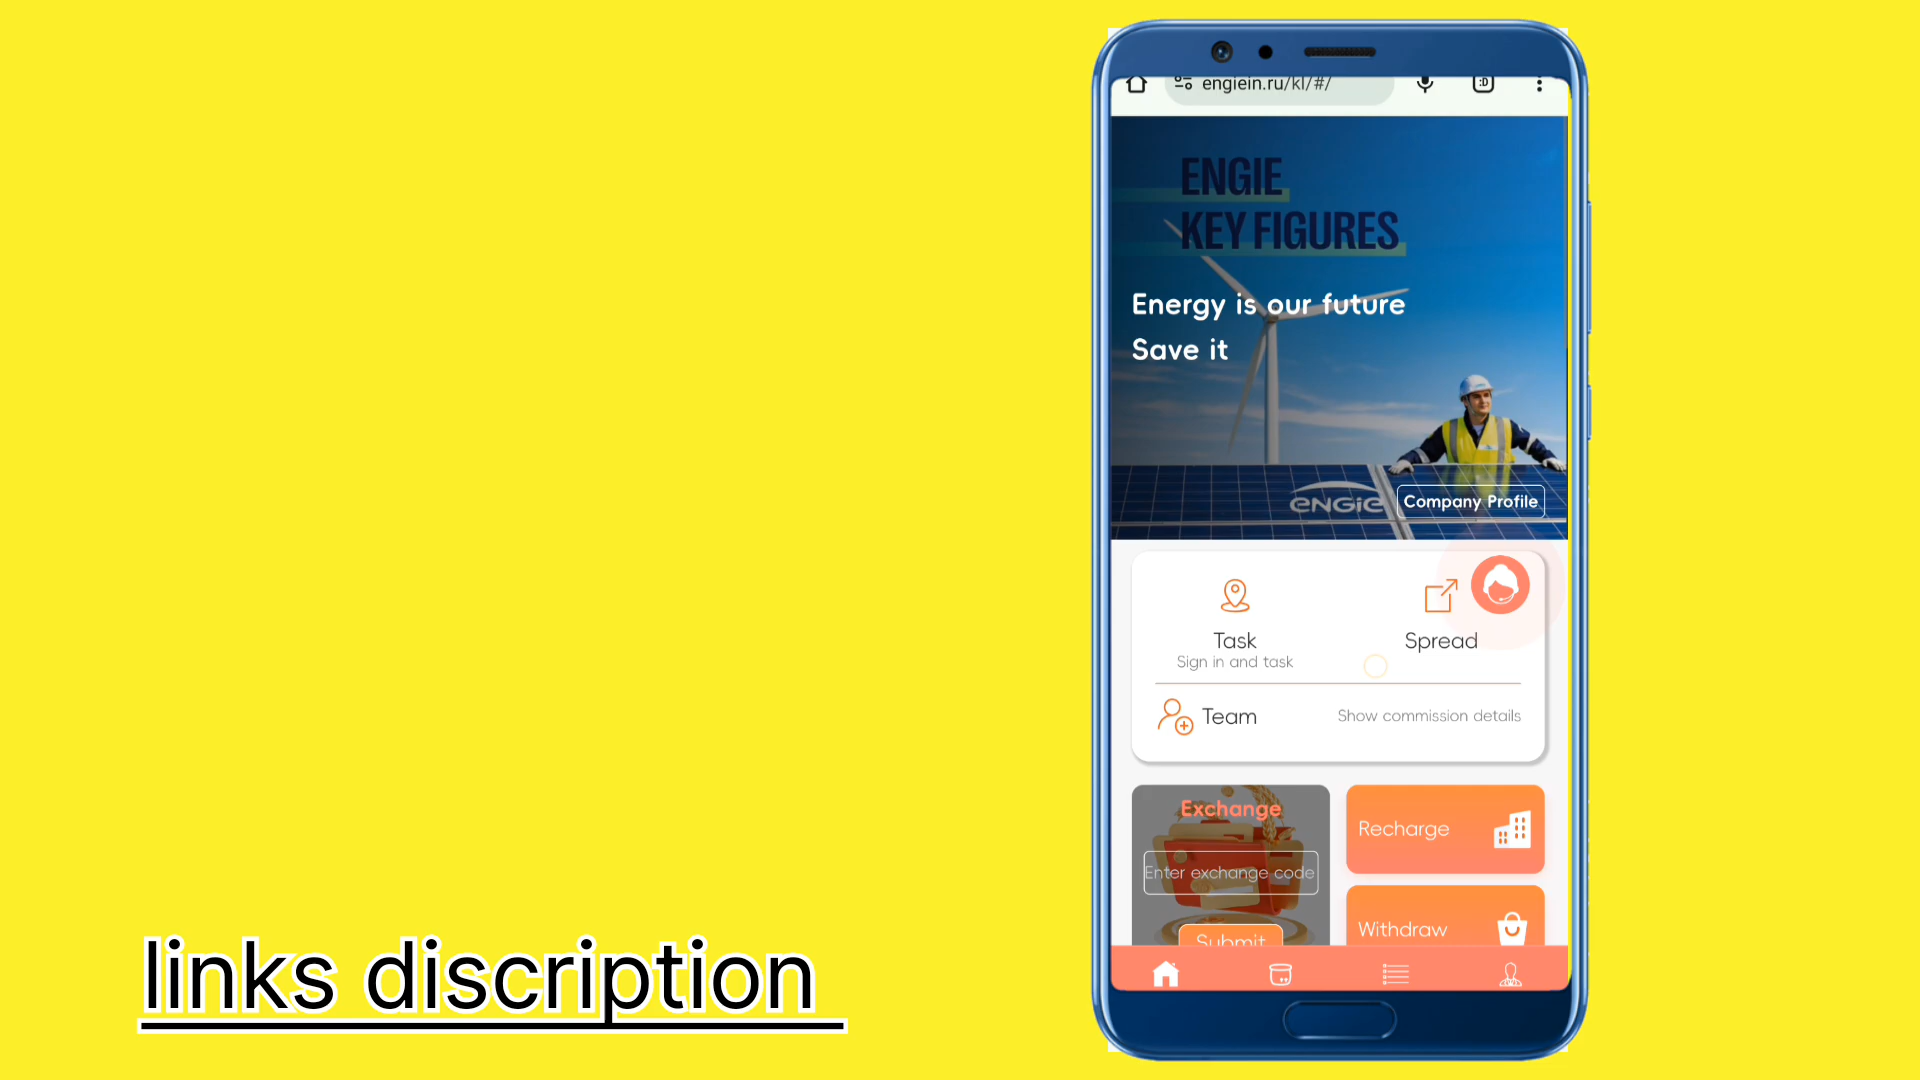 engiein.ru/kl/#/
:D
ENGIE
KEY FIGURES
Energy is our future
Save it
ENGIE
Company Profile
Task
Spread
Sign in and task
Team
Show commission details
Exchange
Recharge
Enter exchange code
Withdraw
Submit
links discription